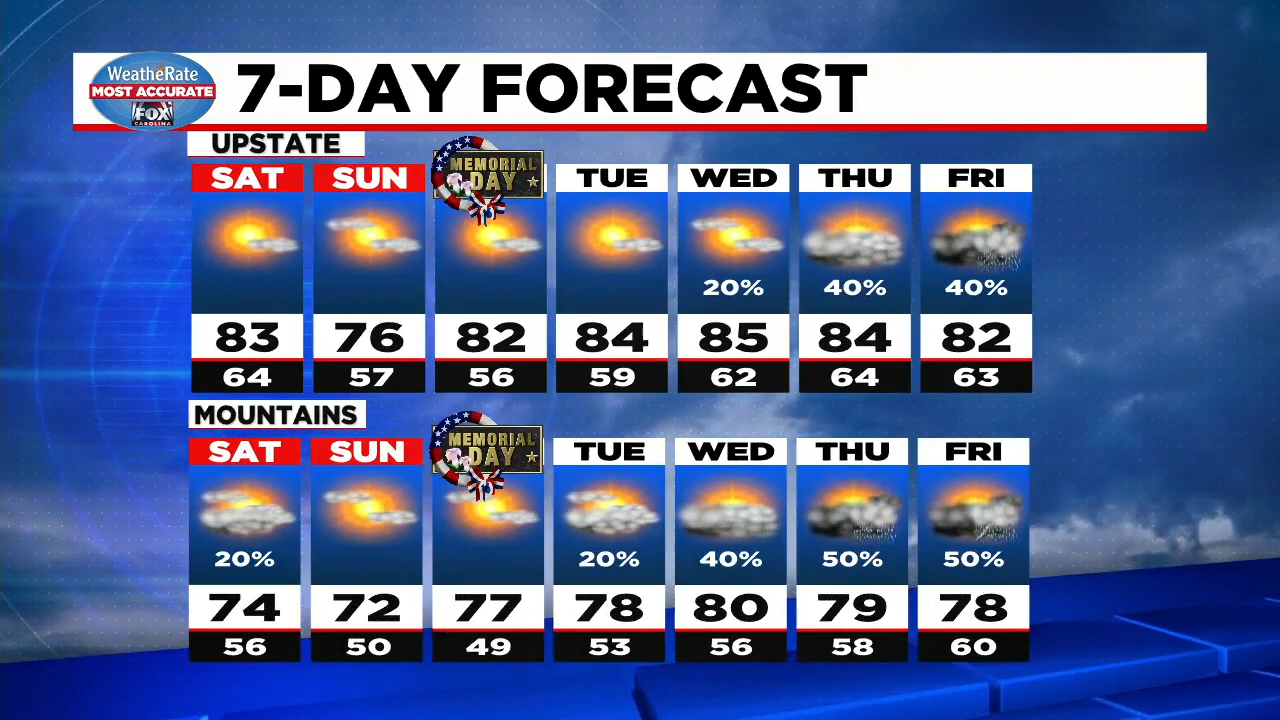 WeatheRate
MOST ACCURATE
FOX
CAROLINA
7-DAY FORECAST
UPSTATE
SAT SUN MEMORIAL DAY TUE WED THU FRI
20% 40% 40%
83 76 82 84 85 84 82
64 57 56 59 62 64 63
MOUNTAINS
SAT SUN MEMORIAL DAY TUE WED THU FRI
20% 20% 40% 50% 50%
74 72 77 78 80 79 78
56 50 49 53 56 58 60